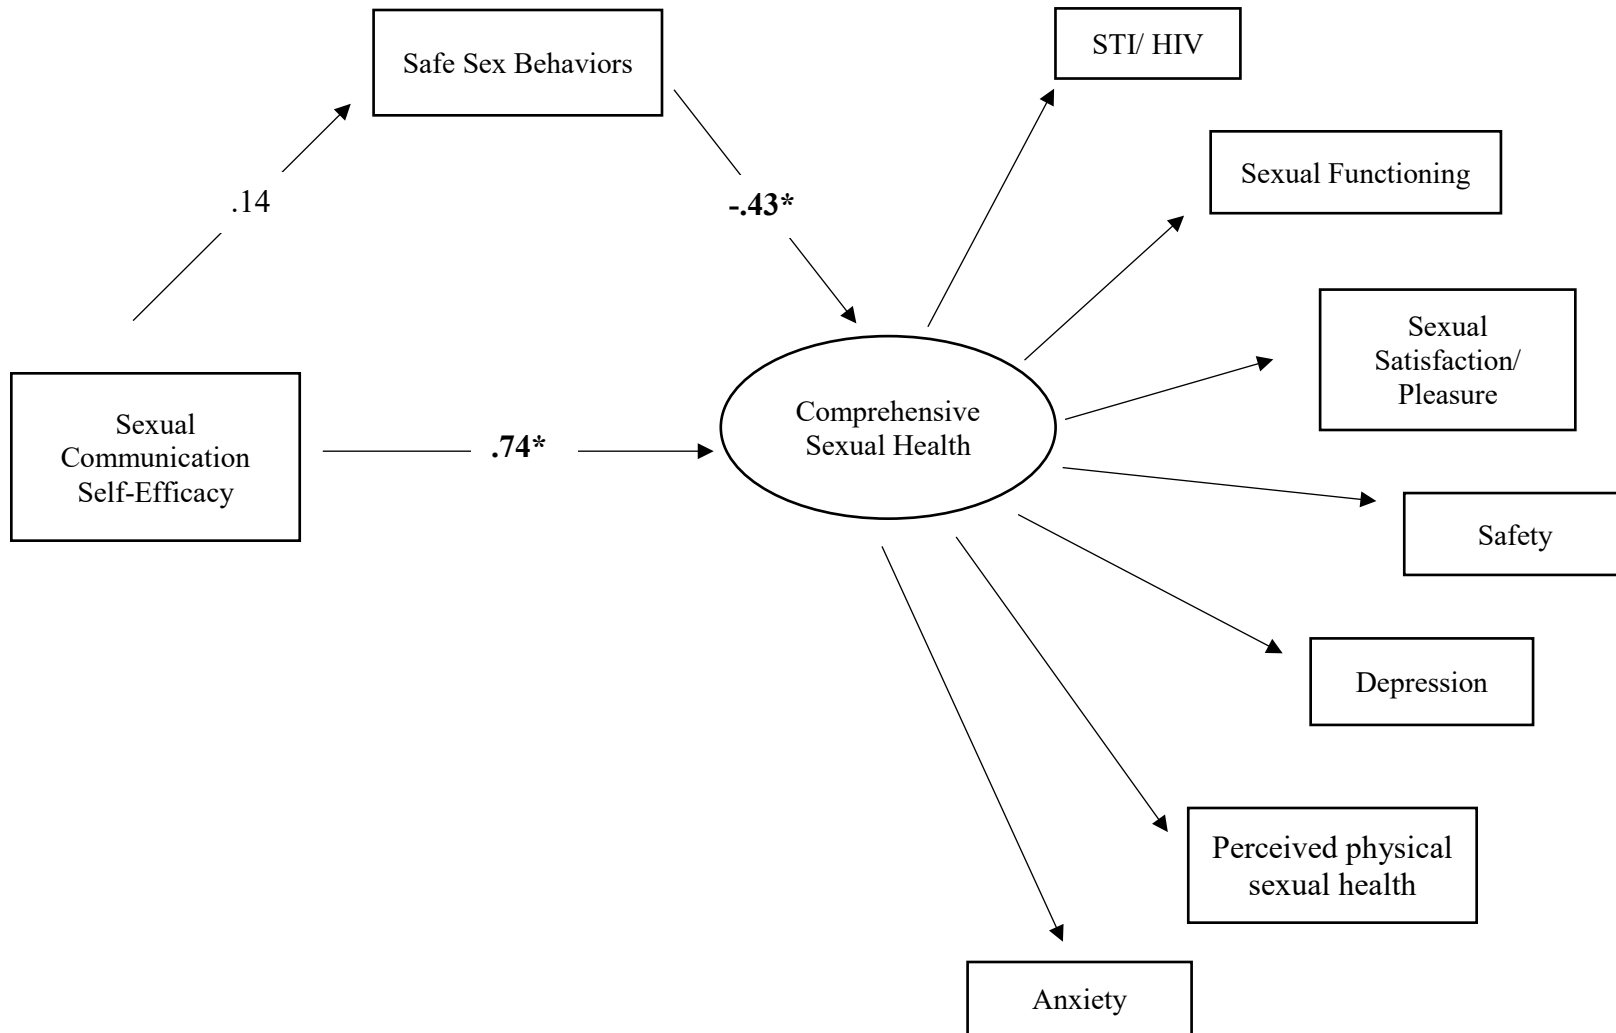 STI/ HIV
Safe Sex Behaviors
Sexual Functioning
.14
-.43*
Sexual
Satisfaction/
Pleasure
Sexual
Communication
Self-Efficacy
.74*
Comprehensive
Sexual Health
Safety
Depression
Perceived physical
sexual health
Anxiety